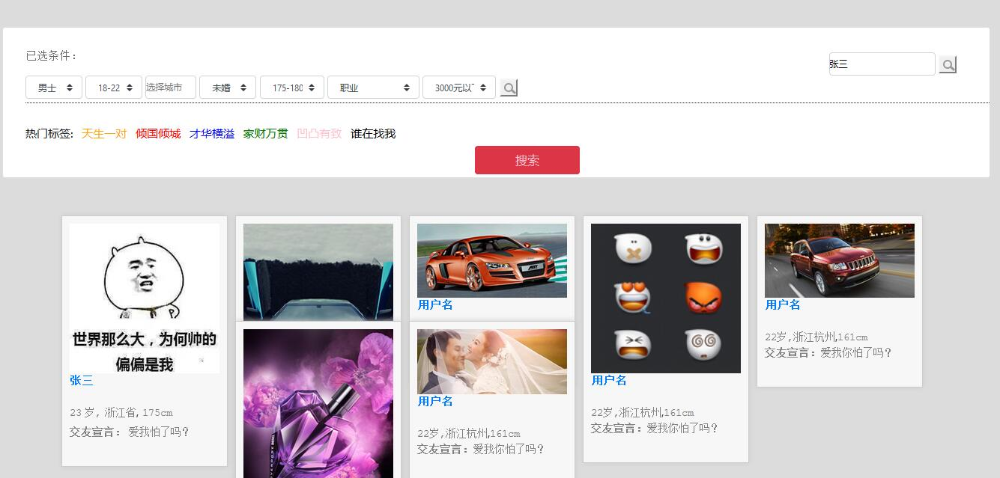 已选条件：
张三
男士 18-22 选择城市 未婚 175-180 职业 3000元以下
热门标签: 天生一对 倾国倾城 才华横溢 家财万贯 凹凸有致 谁在找我
搜索
世界那么大，为何帅的
偏偏是我
张三
23 岁, 浙江省, 175cm
交友宣言： 爱我怕了吗？
用户名
用户名
22岁,浙江杭州,161cm
交友宣言：爱我你怕了吗？
用户名
22岁,浙江杭州,161cm
交友宣言：爱我你怕了吗？
用户名
22岁,浙江杭州,161cm
交友宣言：爱我你怕了吗？